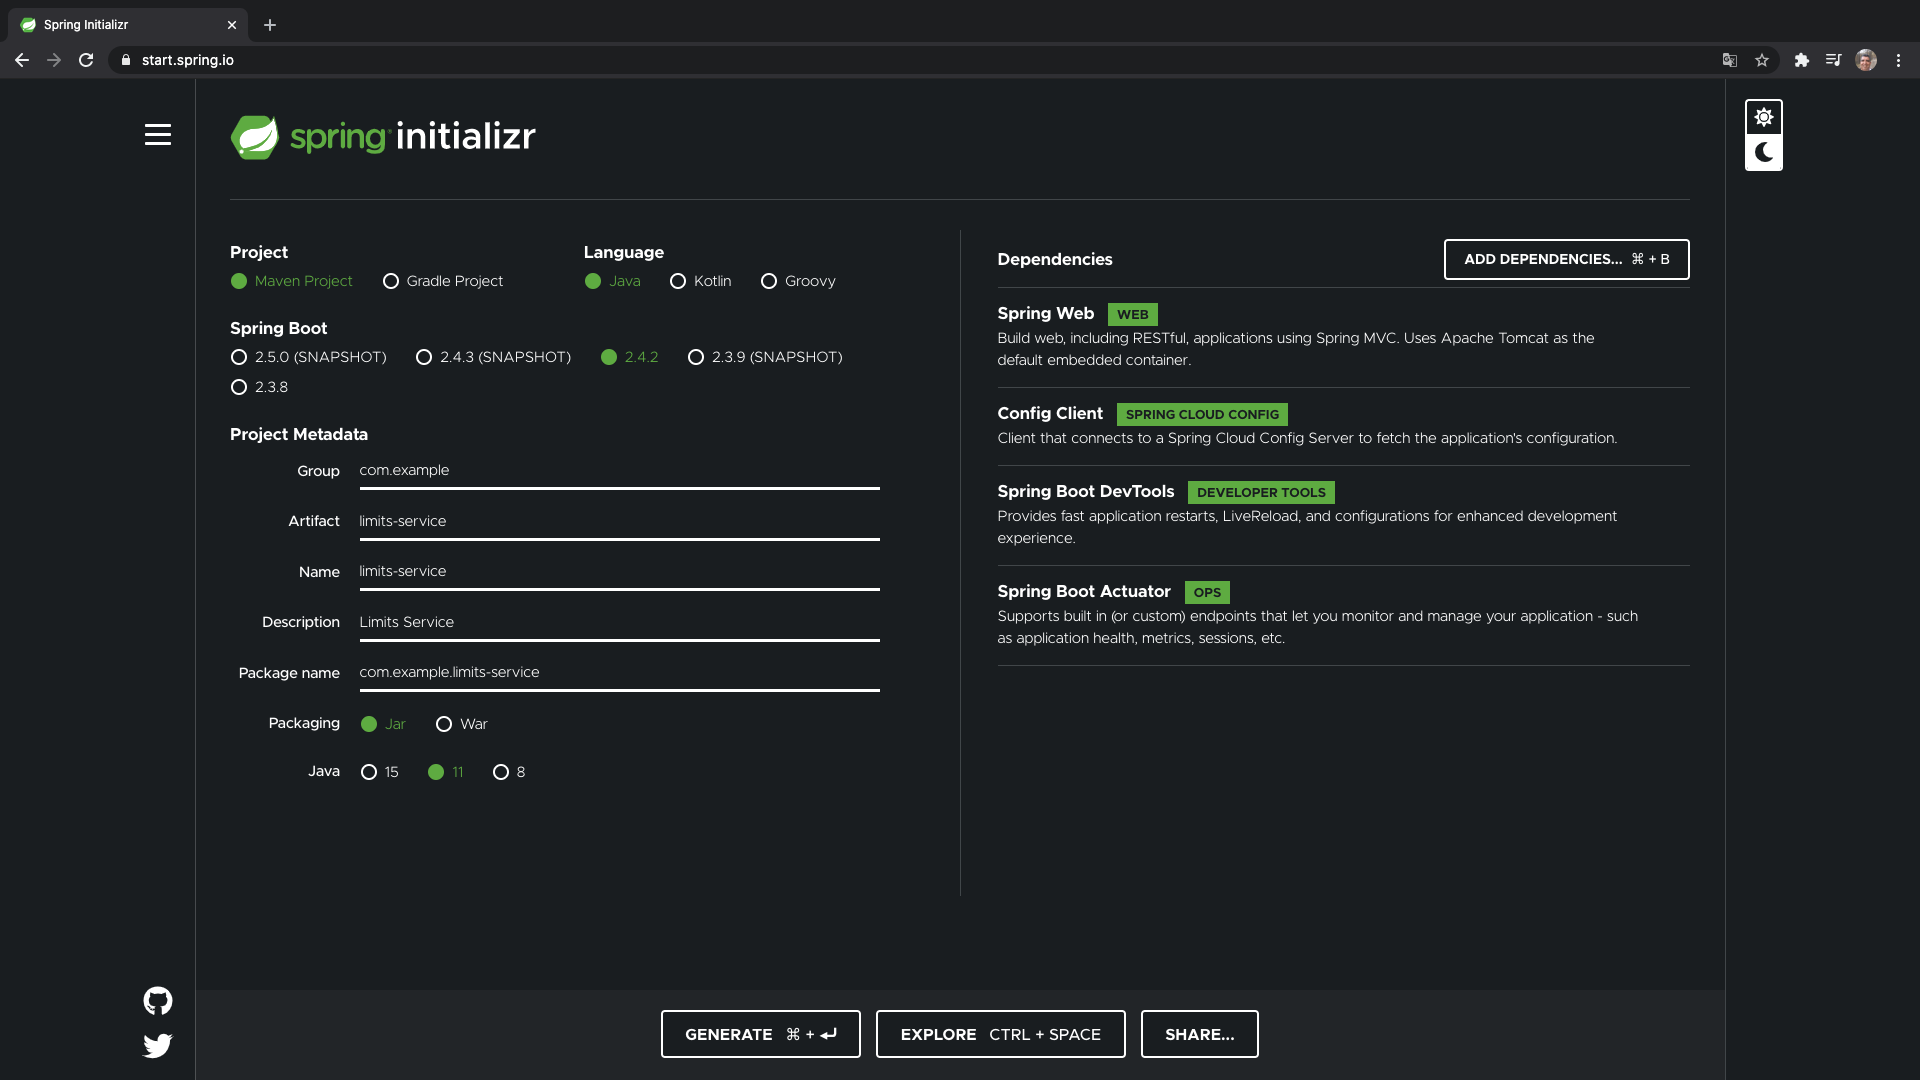 Spring Initializr
start.spring.io
spring initializr
Project
Maven Project
Gradle Project
Language
Java
Kotlin
Groovy
Spring Boot
2.5.0 (SNAPSHOT)
2.4.3 (SNAPSHOT)
2.4.2
2.3.9 (SNAPSHOT)
2.3.8
Project Metadata
Group com.example
Artifact limits-service
Name limits-service
Description Limits Service
Package name com.example.limits-service
Packaging Jar War
Java 15 11 8
Dependencies
ADD DEPENDENCIES... ⌘ + B
Spring Web WEB
Build web, including RESTful, applications using Spring MVC. Uses Apache Tomcat as the
default embedded container.
Config Client SPRING CLOUD CONFIG
Client that connects to a Spring Cloud Config Server to fetch the application's configuration.
Spring Boot DevTools DEVELOPER TOOLS
Provides fast application restarts, LiveReload, and configurations for enhanced development
experience.
Spring Boot Actuator OPS
Supports built in (or custom) endpoints that let you monitor and manage your application - such
as application health, metrics, sessions, etc.
GENERATE ⌘ + ⏎
EXPLORE CTRL + SPACE
SHARE...